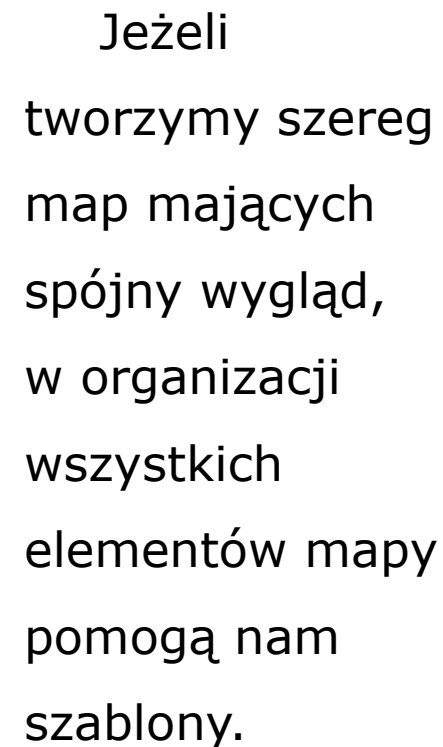 Jeżeli
tworzymy szereg
map mających
spójny wygląd,
w organizacji
wszystkich
elementów mapy
pomogą nam
szablony.